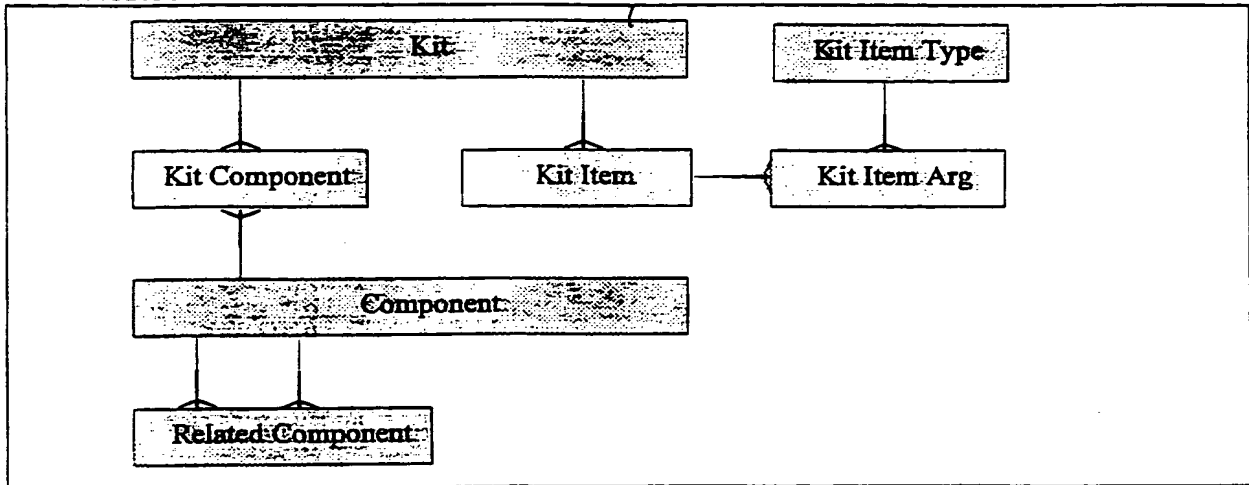 Kit
Kit Item Type
Kit Component
Kit Item
Kit Item Arg
Component
Related Component